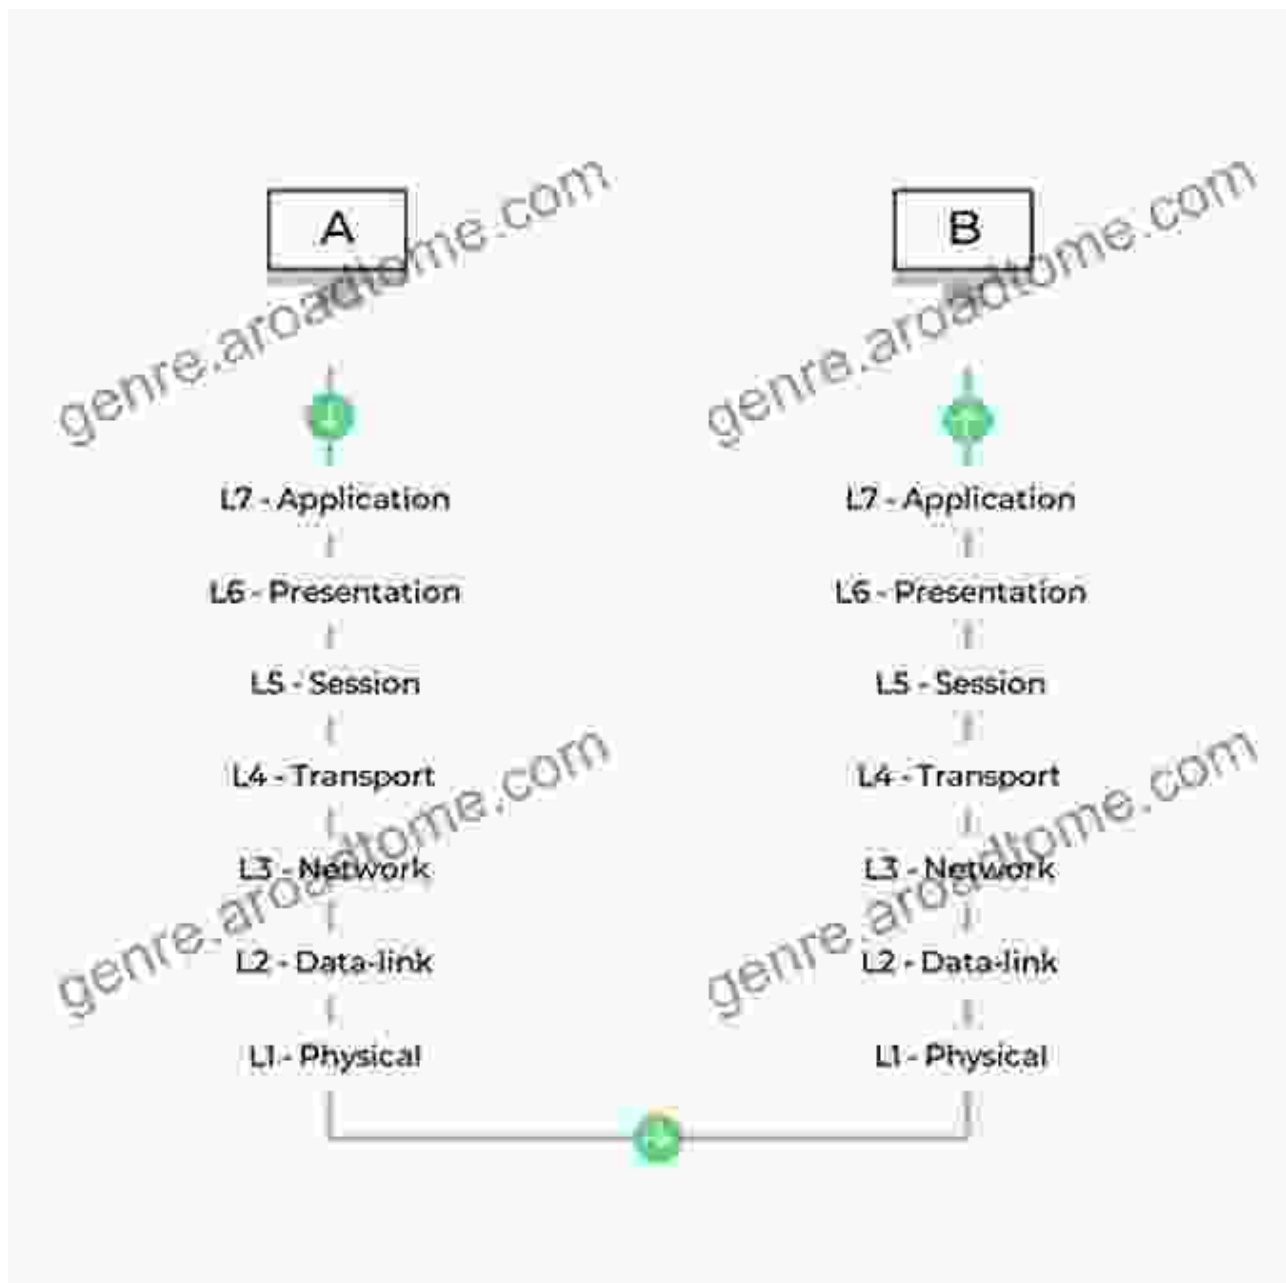 A
B
genre.aroadtome.com
genre.aroadtome.com
L7 - Application
L6 - Presentation
L5 - Session
L4 - Transport
L3 - Network
L2 - Data-link
L1 - Physical
L7 - Application
L6 - Presentation
L5 - Session
L4 - Transport
L3 - Network
L2 - Data-link
L1 - Physical
genre.aroadtome.com
genre.aroadtome.com